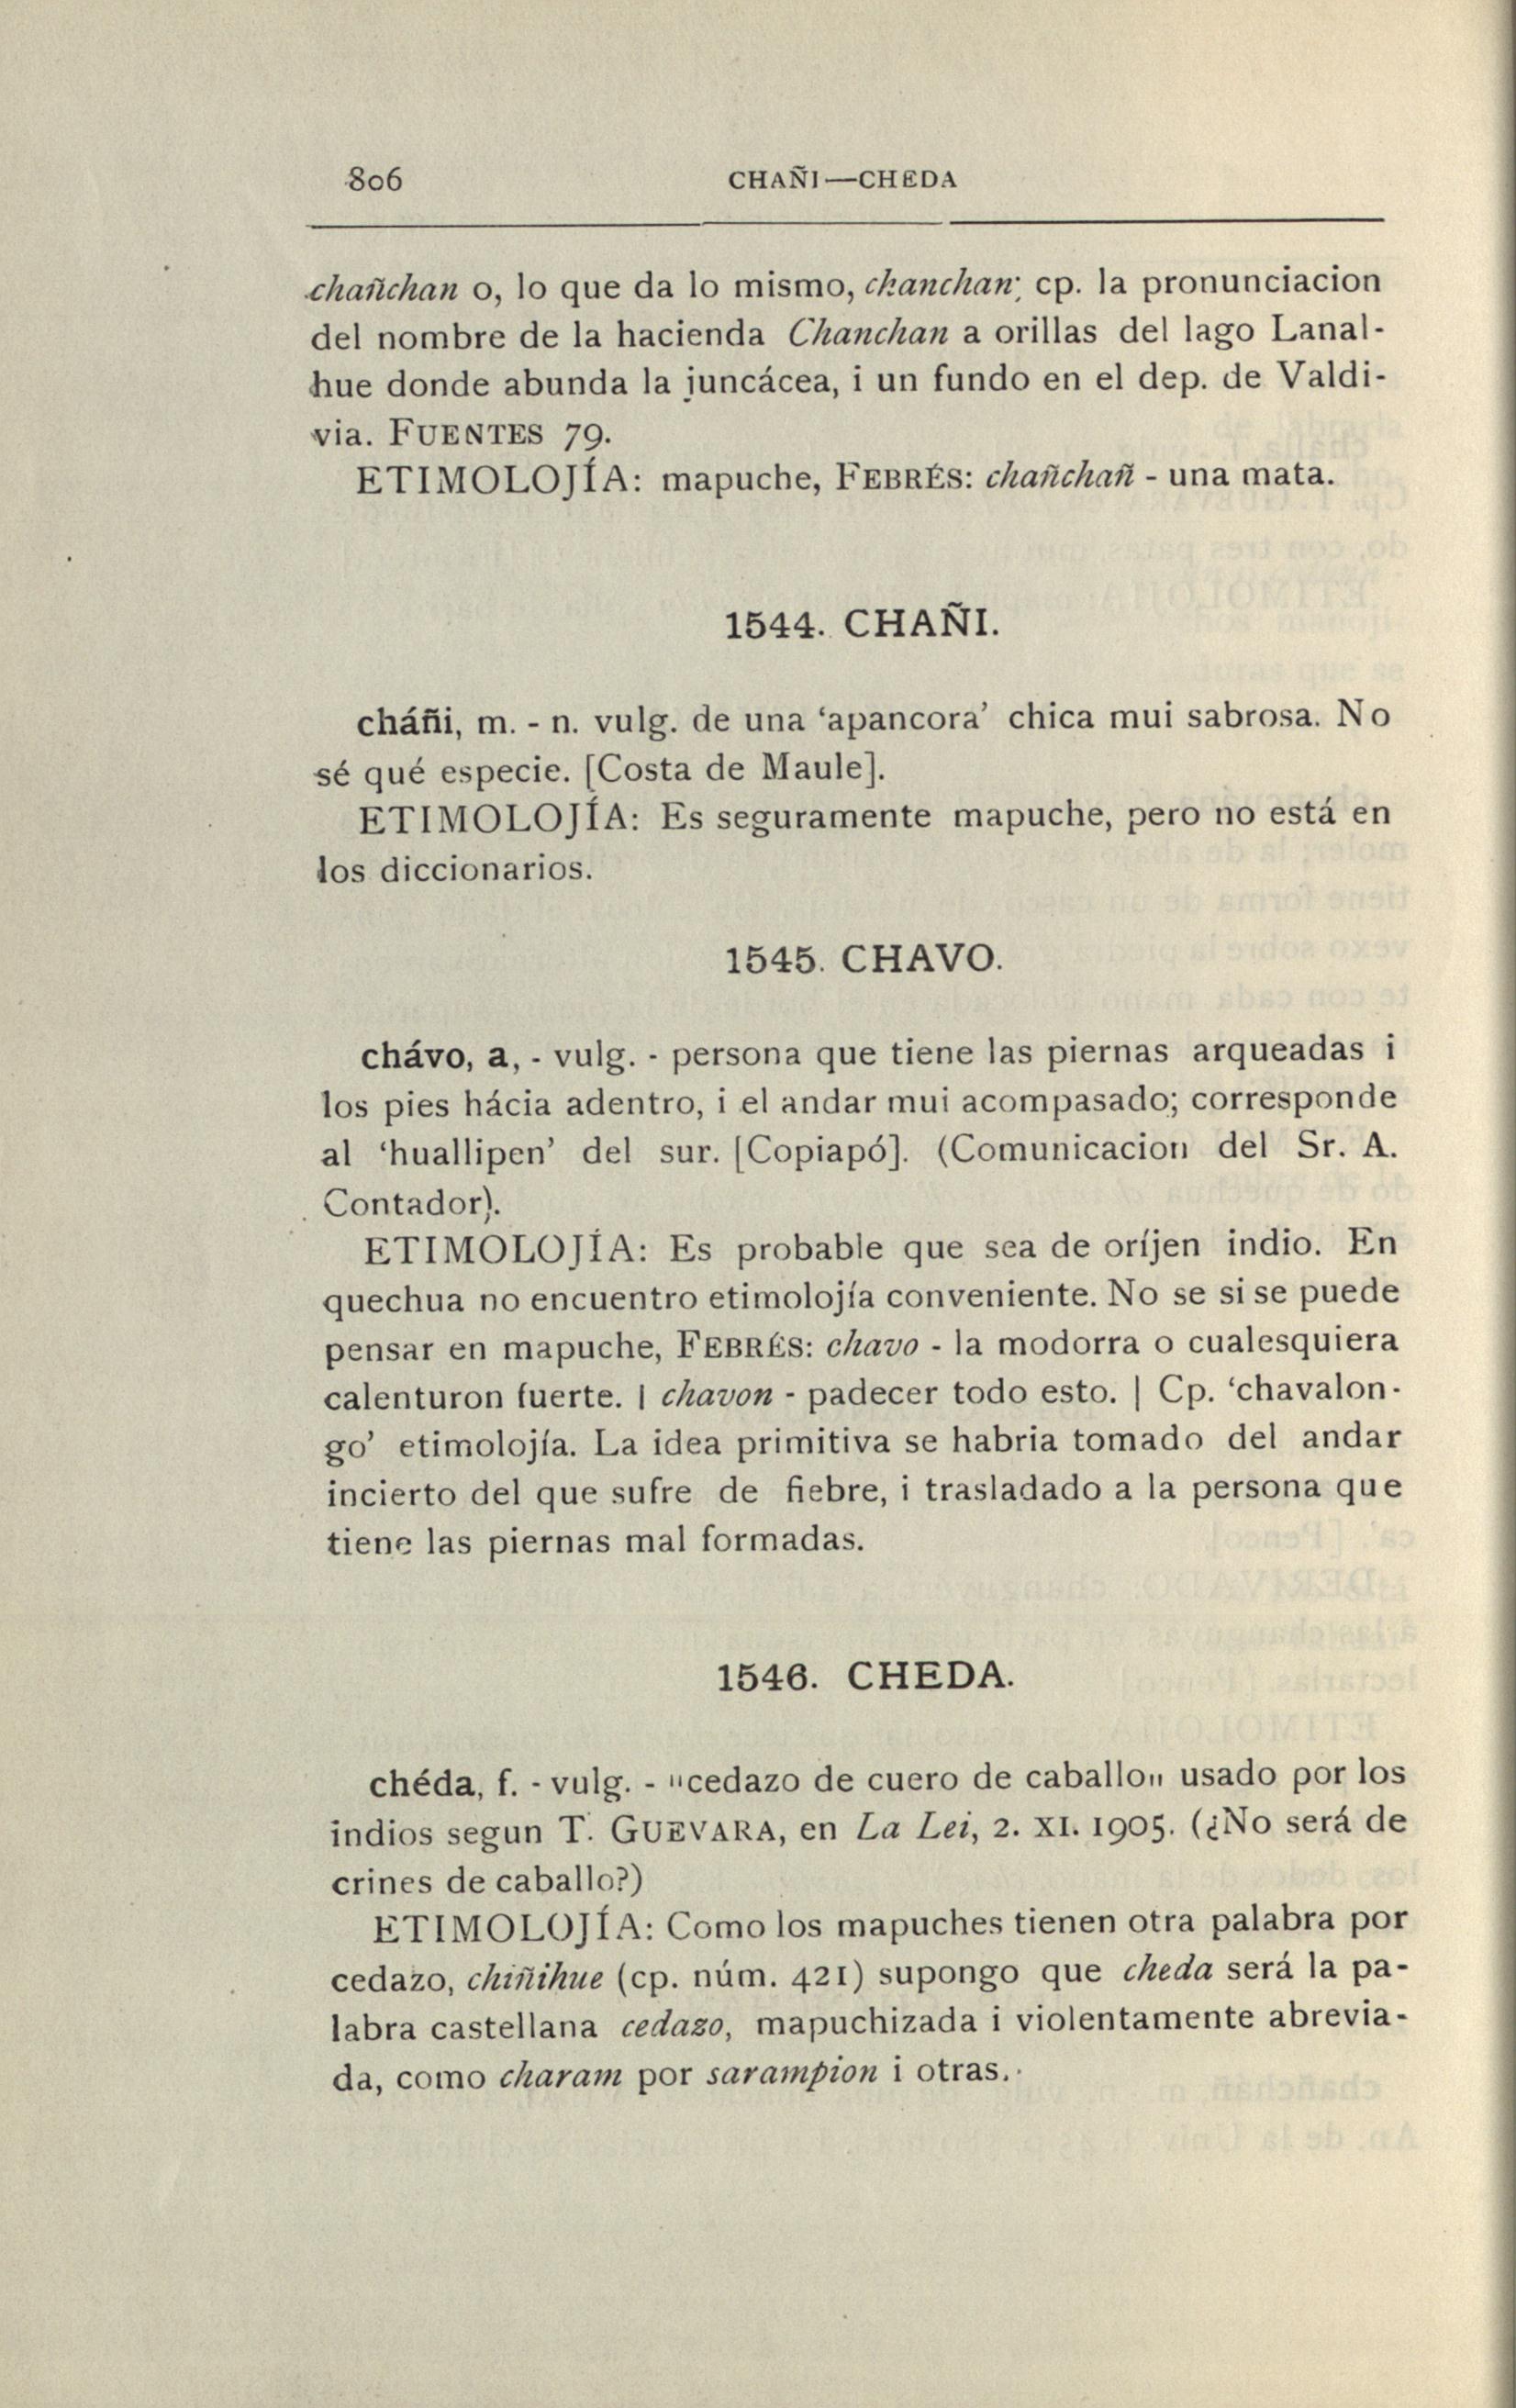 806 CHAÑI—CHEDA
chañchan o, lo que da lo mismo, chanchan; cp. la pronunciacion
del nombre de la hacienda Chanchan a orillas del lago Lanal-
hue donde abunda la juncácea, i un fundo en el dep. de Valdi-
via. FUENTES 79.
ETIMOLOJÍA: mapuche, FEBRÉS: chañchañ - una mata.
1544. CHAÑI.
cháñi, m. - n. vulg. de una ‘apancora’ chica mui sabrosa. No
sé qué especie. [Costa de Maule].
ETIMOLOJÍA: Es seguramente mapuche, pero no está en
los diccionarios.
1545. CHAVO.
chávo, a, - vulg. - persona que tiene las piernas arqueadas i
los pies hácia adentro, i el andar mui acompasado; corresponde
al ‘huallipen’ del sur. [Copiapó]. (Comunicacion del Sr. A.
Contador).
ETIMOLOJÍA: Es probable que sea de oríjen indio. En
quechua no encuentro etimolojía conveniente. No se si se puede
pensar en mapuche, FEBRÉS: chavo - la modorra o cualesquiera
calenturon fuerte. | chavon - padecer todo esto. | Cp. ‘chavalon-
go’ etimolojía. La idea primitiva se habria tomado del andar
incierto del que sufre de fiebre, i trasladado a la persona que
tiene las piernas mal formadas.
1546. CHEDA.
chéda, f. - vulg. - "cedazo de cuero de caballo„ usado por los
indios segun T. GUEVARA, en La Lei, 2. XI. 1905. (¿No será de
crines de caballo?)
ETIMOLOJÍA: Como los mapuches tienen otra palabra por
cedazo, chiñihue (cp. núm. 421) supongo que cheda será la pa-
labra castellana cedazo, mapuchizada i violentamente abrevia-
da, como charam por sarampion i otras.